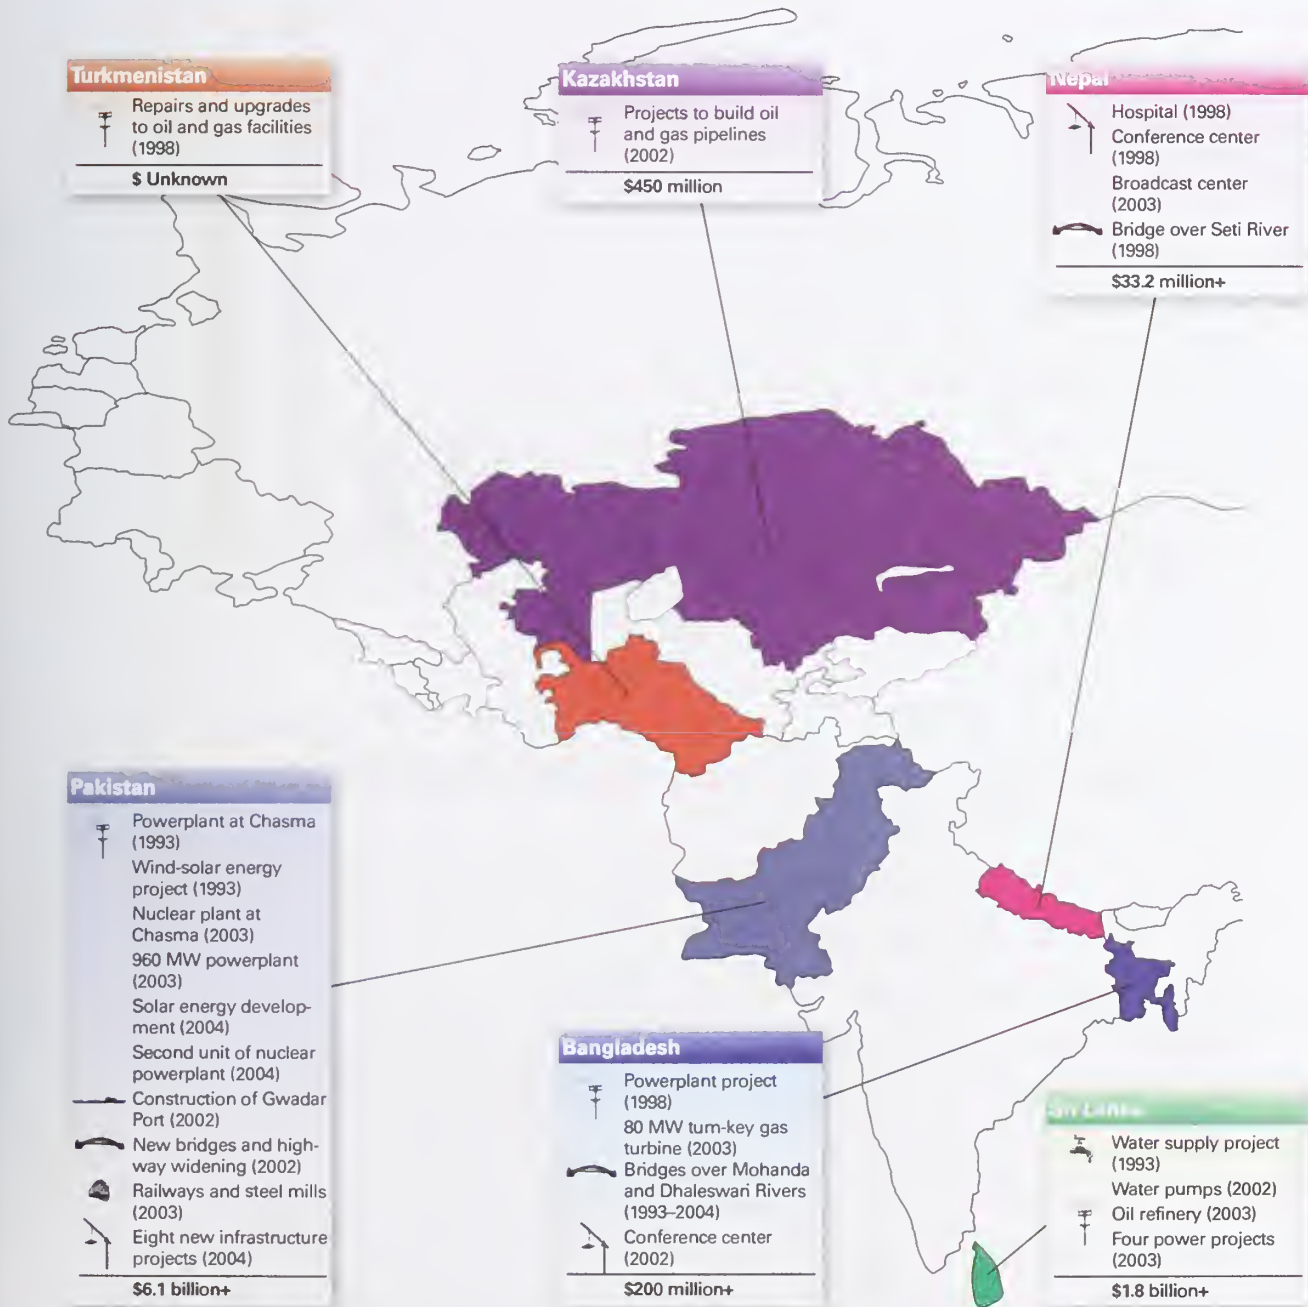 Turkmenistan
Repairs and upgrades
to oil and gas facilities
(1998)
$ Unknown
Kazakhstan
Projects to build oil
and gas pipelines
(2002)
$450 million
Nepal
Hospital (1998)
Conference center
(1998)
Broadcast center
(2003)
Bridge over Seti River
(1998)
$33.2 million+
Pakistan
Powerplant at Chasma
(1993)
Wind-solar energy
project (1993)
Nuclear plant at
Chasma (2003)
960 MW powerplant
(2003)
Solar energy develop-
ment (2004)
Second unit of nuclear
powerplant (2004)
Construction of Gwadar
Port (2002)
New bridges and high-
way widening (2002)
Railways and steel mills
(2003)
Eight new infrastructure
projects (2004)
$6.1 billion+
Bangladesh
Powerplant project
(1998)
80 MW turn-key gas
turbine (2003)
Bridges over Mohanda
and Dhaleswari Rivers
(1993–2004)
Conference center
(2002)
$200 million+
Sri Lanka
Water supply project
(1993)
Water pumps (2002)
Oil refinery (2003)
Four power projects
(2003)
$1.8 billion+